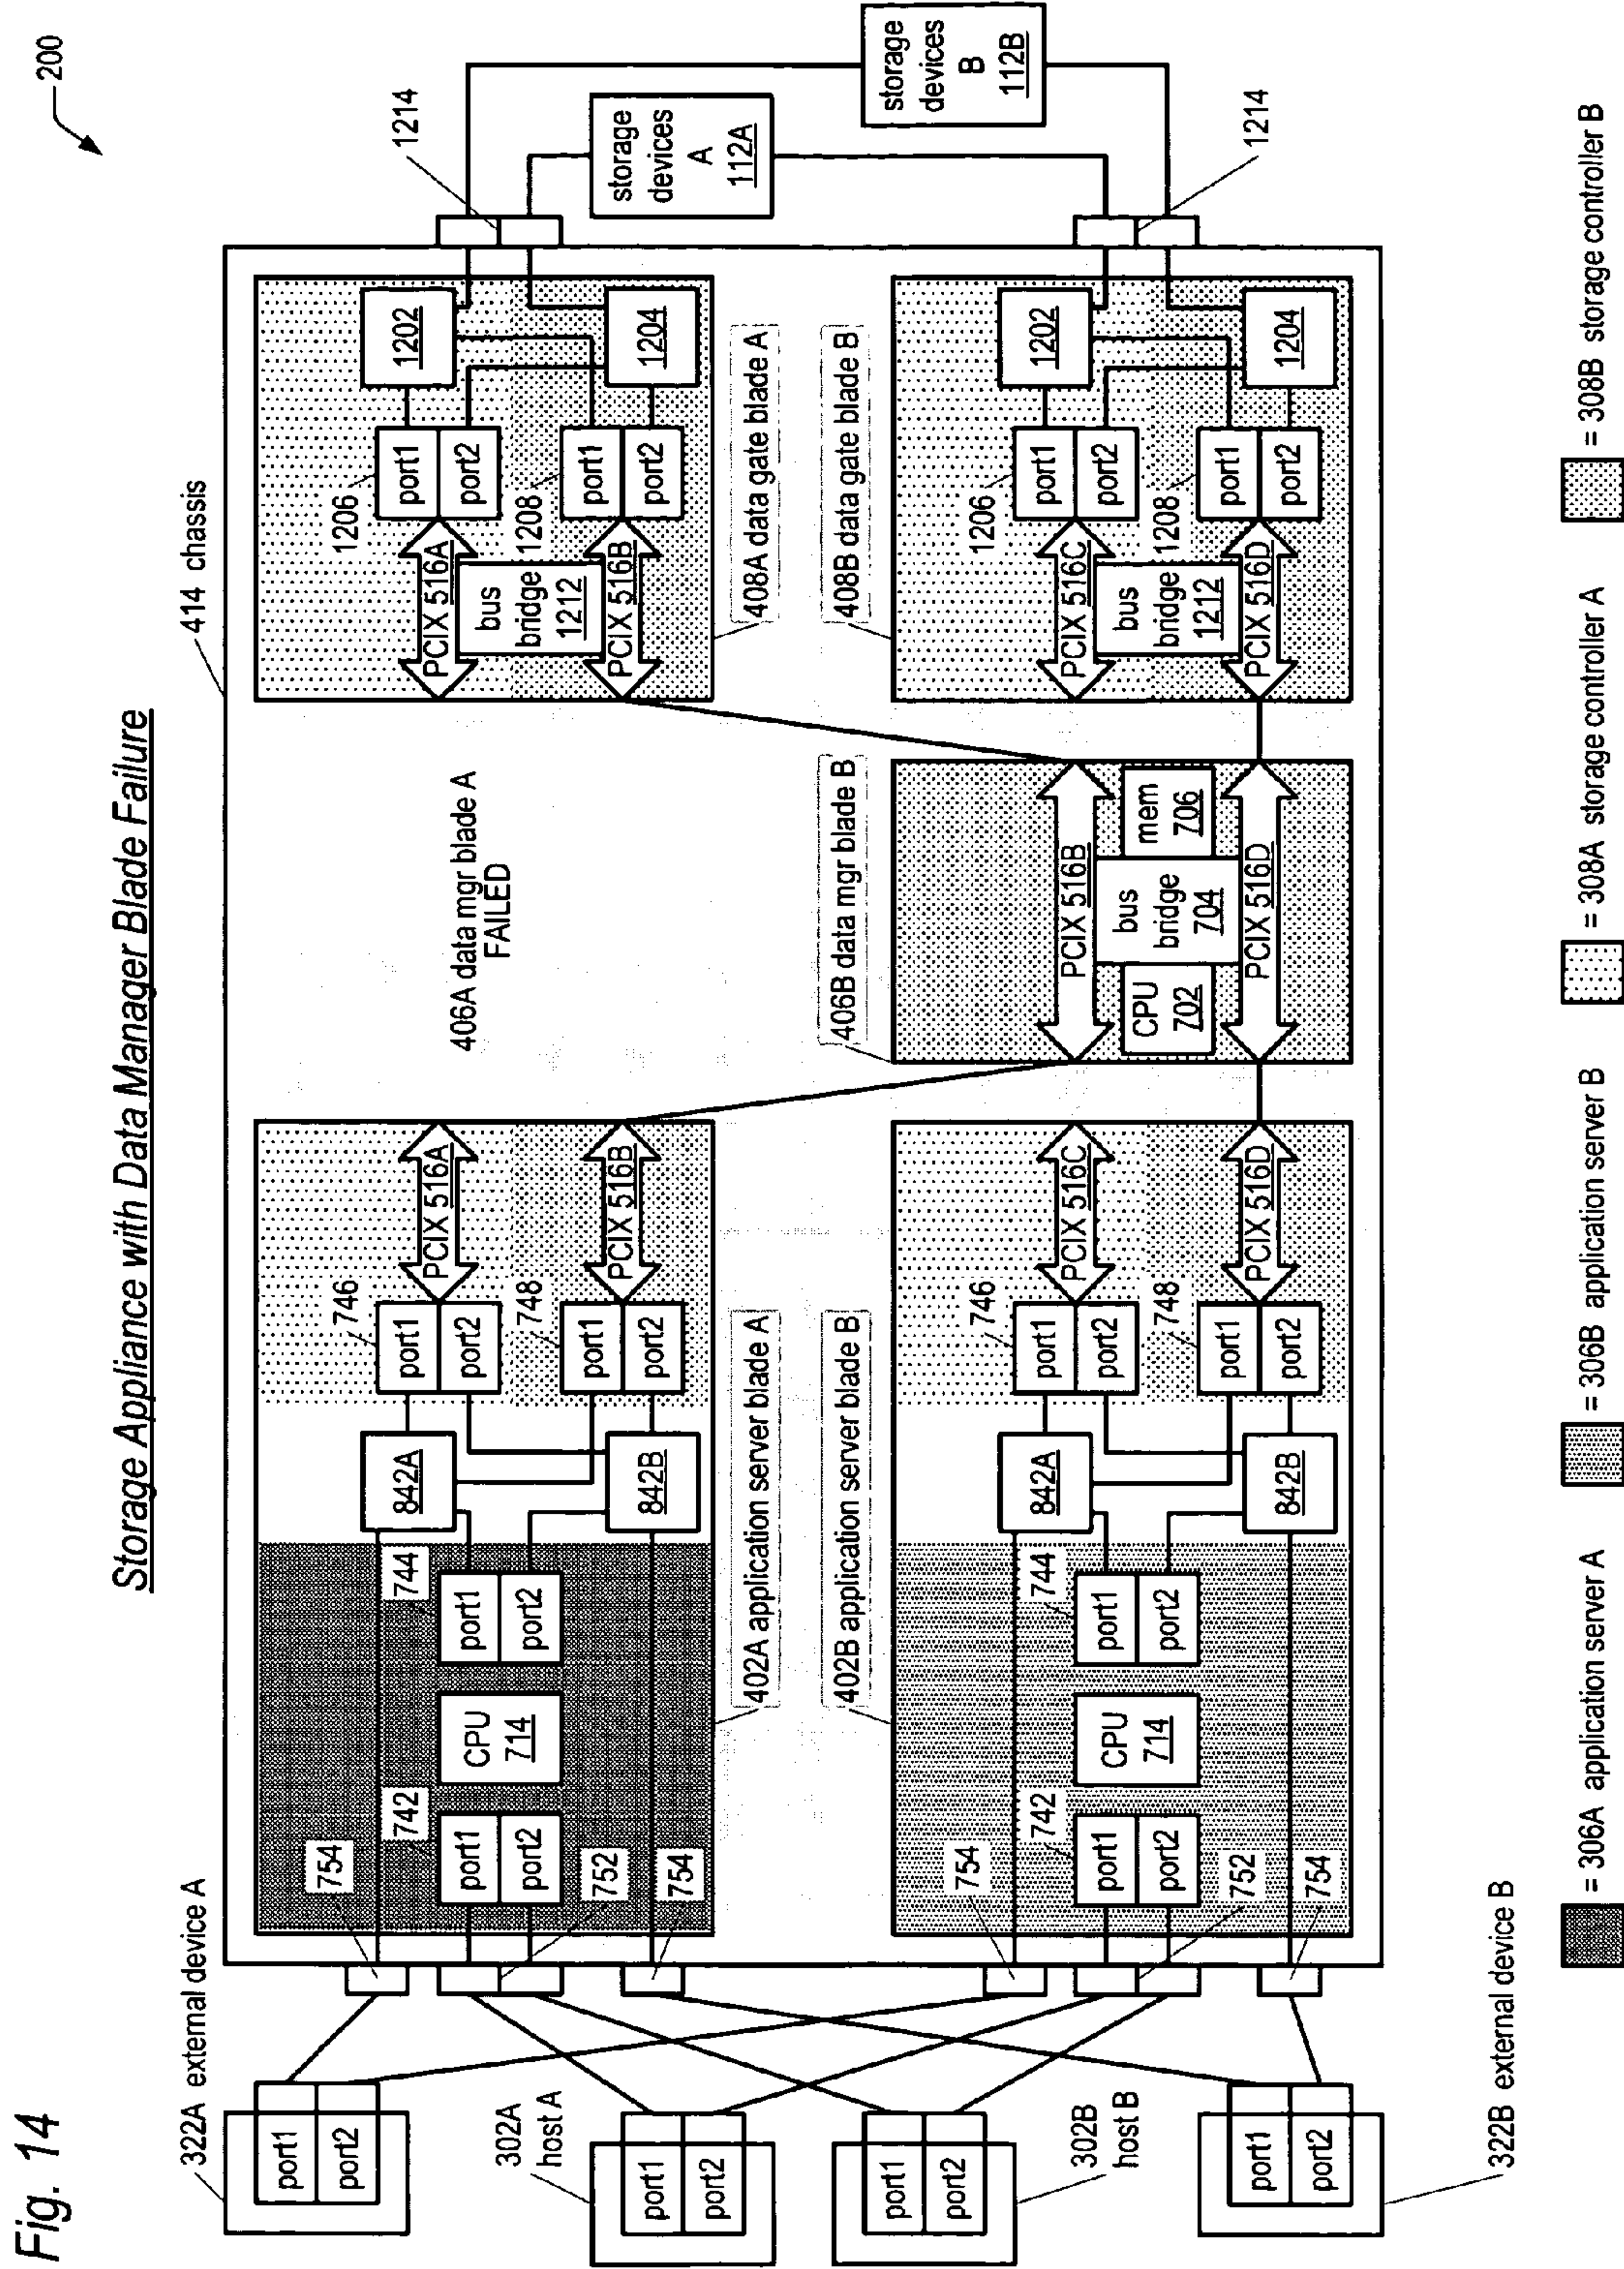 Fig. 14
Storage Appliance with Data Manager Blade Failure
200
414 chassis
322A external device A
port1
port2
302A
host A
port1
port2
302B
host B
port1
port2
322B external device B
port1
port2
754
742
port1
port2
752
754
CPU
714
744
port1
port2
842A
842B
746
port1
port2
748
port1
port2
PCIX 516A
PCIX 516B
402A application server blade A
406A data mgr blade A
FAILED
1206
port1
port2
1208
port1
port2
PCIX 516A
bus
bridge
1212
PCIX 516B
1202
1204
408A data gate blade A
1214
storage
devices
A
112A
storage
devices
B
112B
1214
402B application server blade B
754
742
port1
port2
752
754
CPU
714
744
port1
port2
842A
842B
746
port1
port2
748
port1
port2
PCIX 516C
PCIX 516D
406B data mgr blade B
PCIX 516B
CPU
702
bus
bridge
704
mem
706
PCIX 516D
408B data gate blade B
1206
port1
port2
1208
port1
port2
PCIX 516C
bus
bridge
1212
PCIX 516D
1202
1204
= 306A application server A
= 306B application server B
= 308A storage controller A
= 308B storage controller B